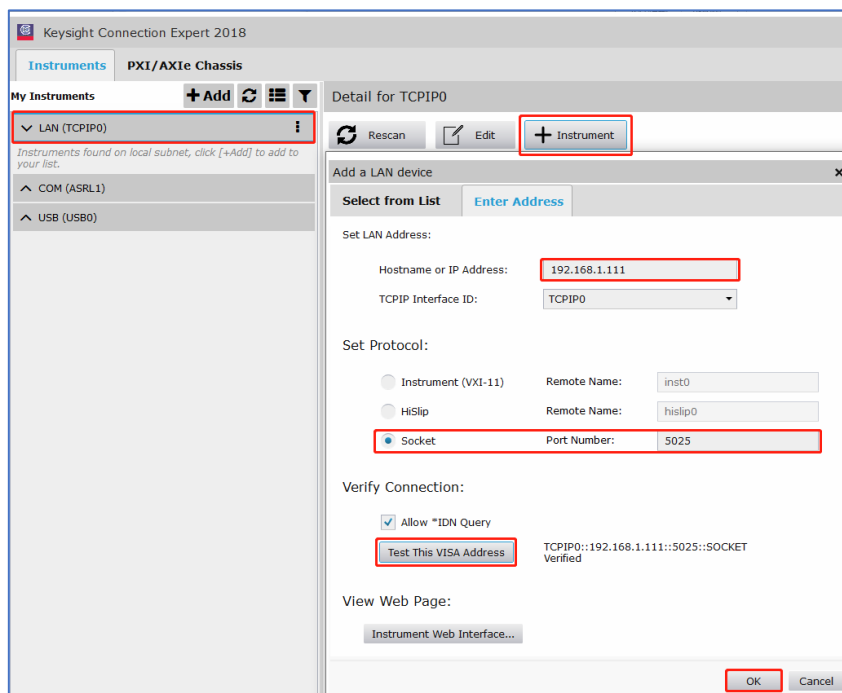 Keysight Connection Expert 2018
Instruments PXI/AXIe Chassis
My Instruments Add
LAN (TCPIP0)
Instruments found on local subnet, click [+Add] to add to
your list.
COM (ASRL1)
USB (USB0)
Detail for TCPIP0
Rescan Edit Instrument
Add a LAN device
Select from List Enter Address
Set LAN Address:
Hostname or IP Address: 192.168.1.111
TCPIP Interface ID: TCPIP0
Set Protocol:
Instrument (VXI-11) Remote Name: inst0
HiSlip Remote Name: hislip0
Socket Port Number: 5025
Verify Connection:
Allow *IDN Query
Test This VISA Address TCPIP0::192.168.1.111::5025::SOCKET
Verified
View Web Page:
Instrument Web Interface...
OK Cancel